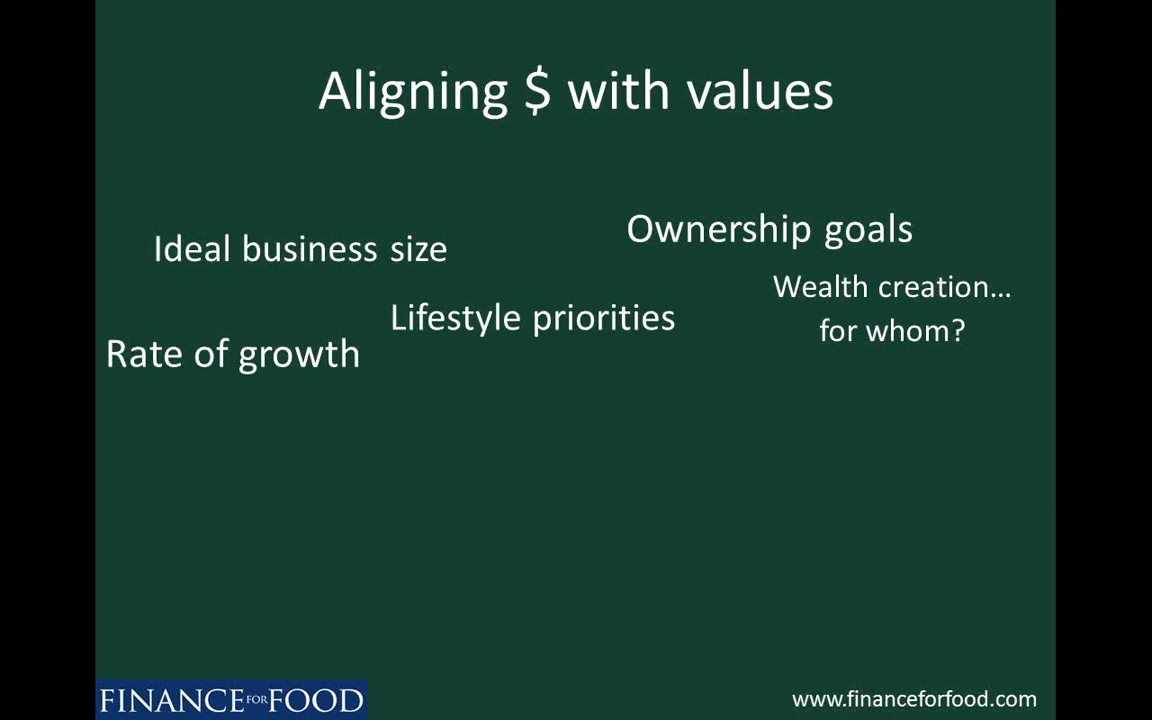 Aligning $ with values
Ownership goals
Ideal business size
Wealth creation…
for whom?
Lifestyle priorities
Rate of growth
FINANCE FOR FOOD
www.financeforfood.com